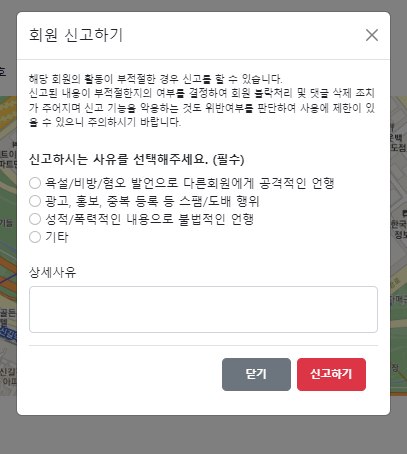 회원 신고하기
해당 회원의 활동이 부적절한 경우 신고를 할 수 있습니다.
신고된 내용이 부적절한지의 여부를 결정하여 회원 블락처리 및 댓글 삭제 조치
가 주어지며 신고 기능을 악용하는 것도 위반여부를 판단하여 사용에 제한이 있
을 수 있으니 주의하시기 바랍니다.
신고하시는 사유를 선택해주세요. (필수)
욕설/비방/혐오 발언으로 다른회원에게 공격적인 언행
광고, 홍보, 중복 등록 등 스팸/도배 행위
성적/폭력적인 내용으로 불법적인 언행
기타
상세사유
닫기
신고하기